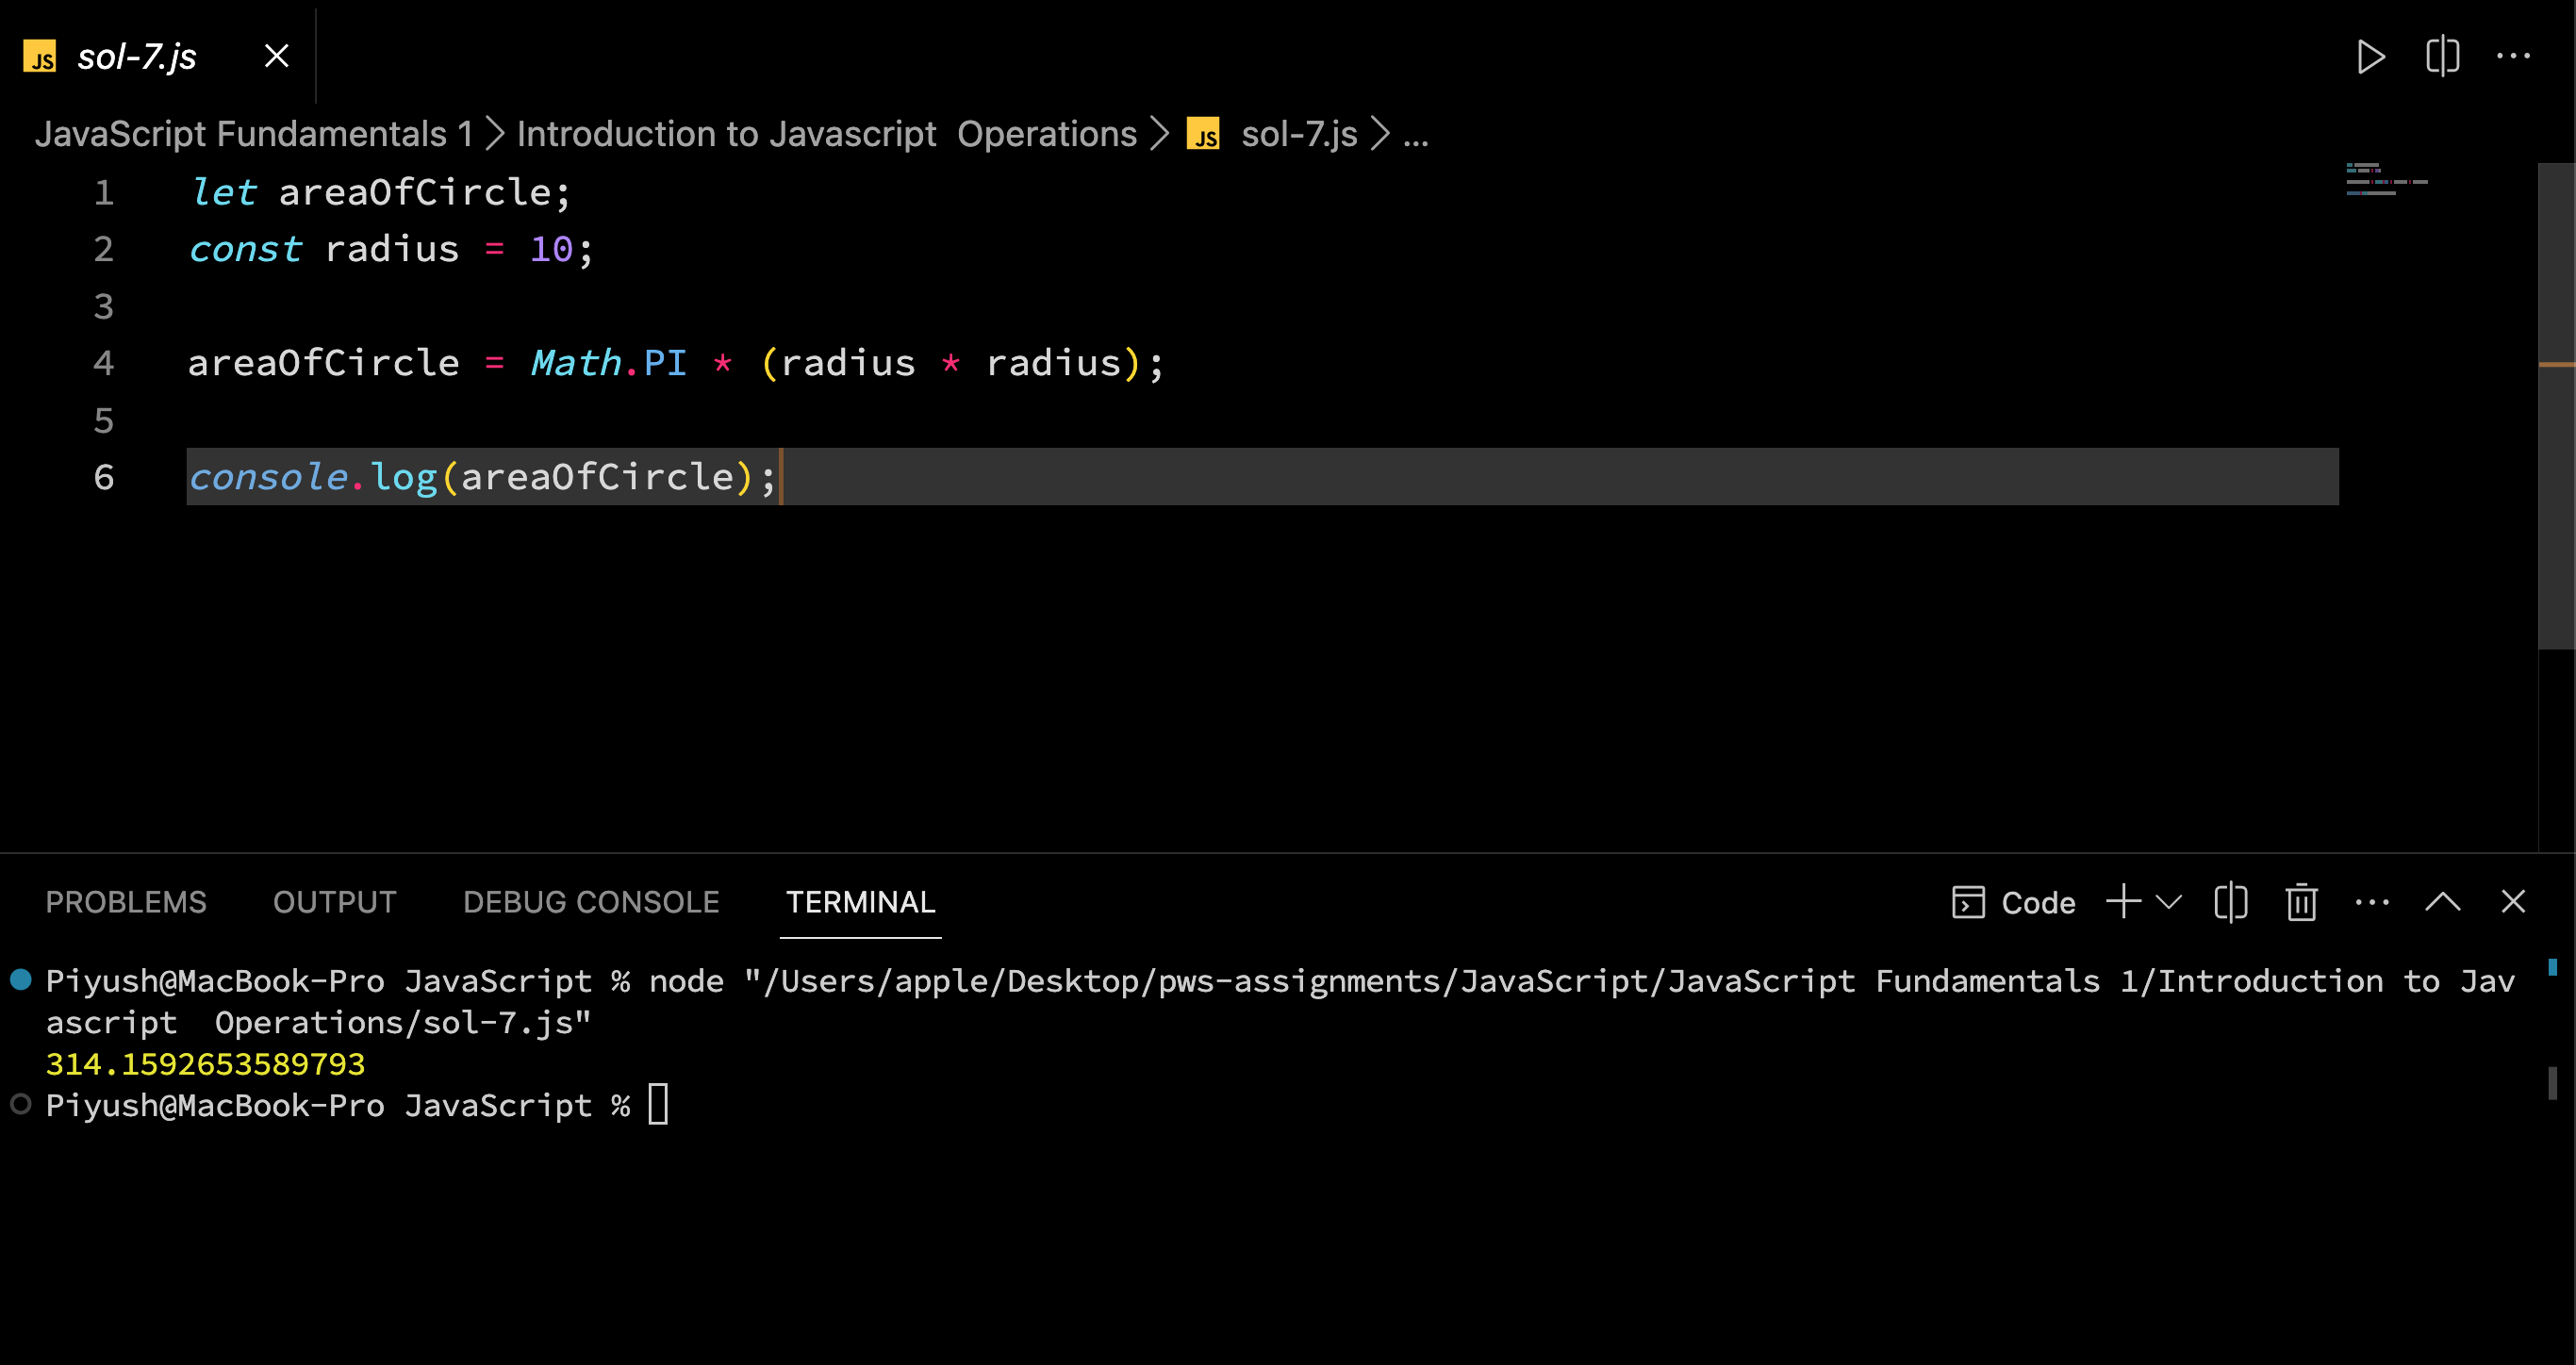 JS sol-7.js
JavaScript Fundamentals 1 > Introduction to Javascript  Operations > JS sol-7.js > ...
1 let areaOfCircle;
2 const radius = 10;
3
4 areaOfCircle = Math.PI * (radius * radius);
5
6 console.log(areaOfCircle);
PROBLEMS OUTPUT DEBUG CONSOLE TERMINAL Code
Piyush@MacBook-Pro JavaScript % node "/Users/apple/Desktop/pws-assignments/JavaScript/JavaScript Fundamentals 1/Introduction to Jav
ascript  Operations/sol-7.js"
314.1592653589793
Piyush@MacBook-Pro JavaScript %